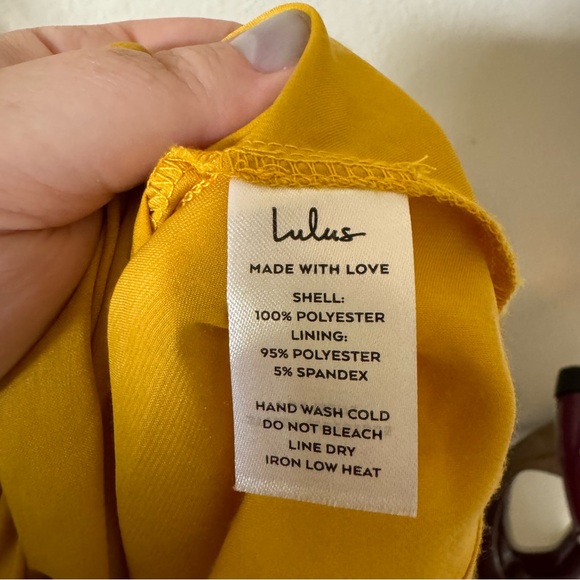 Lulus
MADE WITH LOVE
SHELL:
100% POLYESTER
LINING:
95% POLYESTER
5% SPANDEX
HAND WASH COLD
DO NOT BLEACH
LINE DRY
IRON LOW HEAT